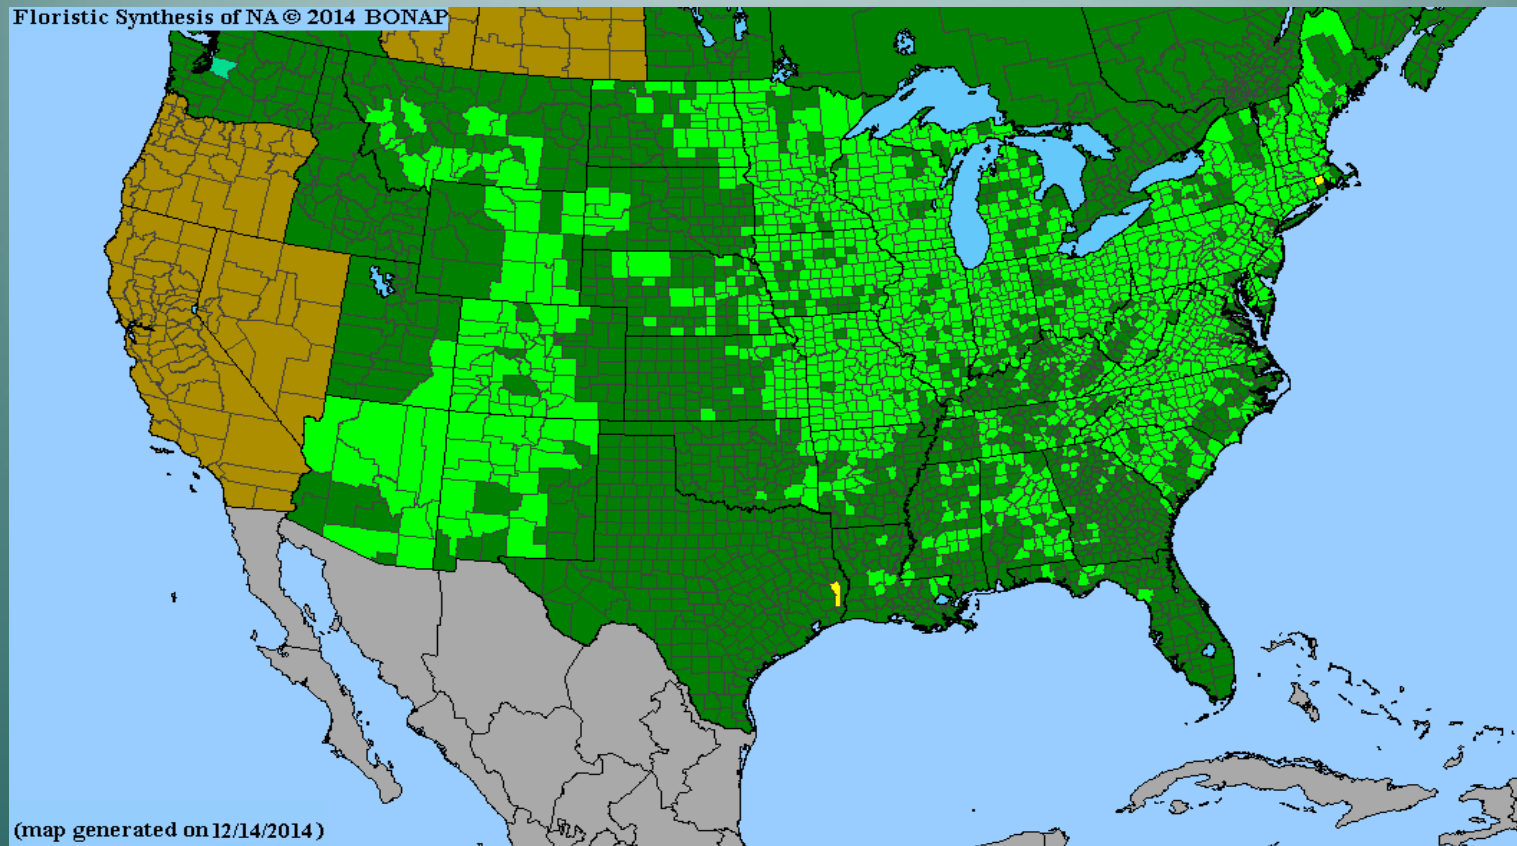 Floristic Synthesis of NA © 2014 BONAP
(map generated on 12/14/2014)